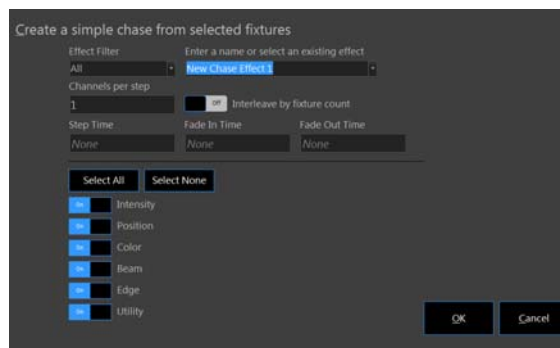 Create a simple chase from selected fixtures
Effect Filter Enter a name or select an existing effect
All New Chase Effect 1
Channels per step
1 Off Interleave by fixture count
Step Time Fade In Time Fade Out Time
None None None
Select All Select None
On Intensity
On Position
On Color
On Beam
On Edge
On Utility
OK Cancel